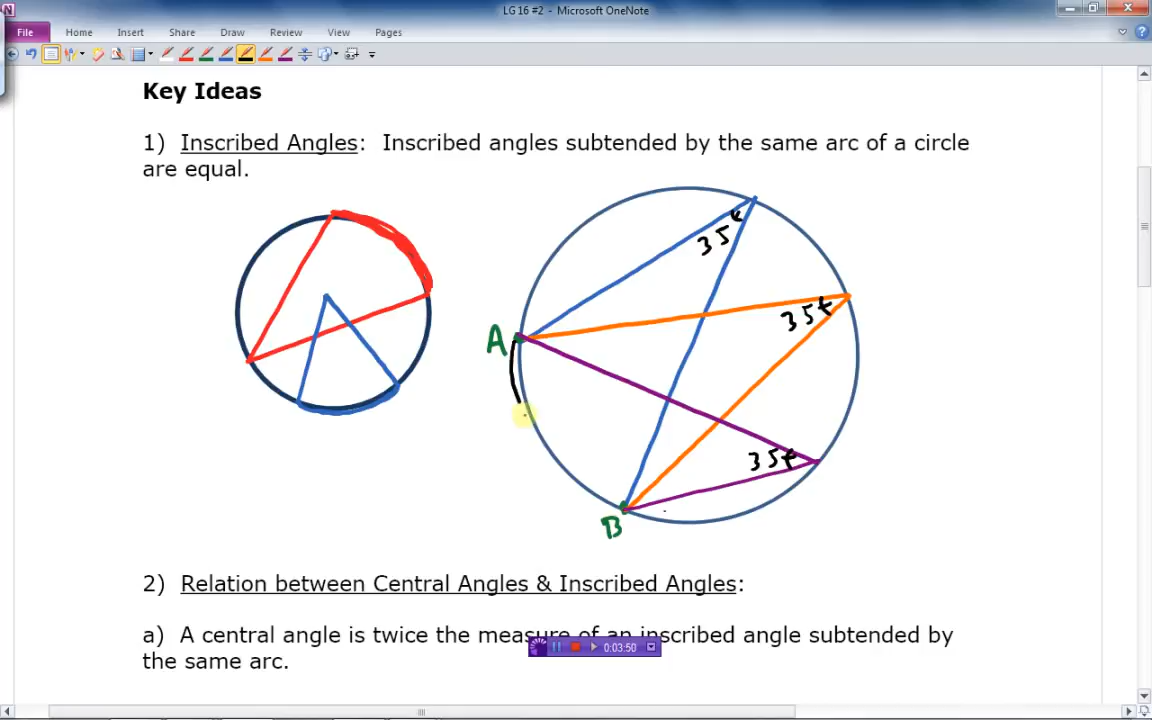 LG 16 #2 - Microsoft OneNote
File Home Insert Share Draw Review View Pages
Key Ideas
1) Inscribed Angles: Inscribed angles subtended by the same arc of a circle
are equal.
35°
35°
A
35°
B
2) Relation between Central Angles & Inscribed Angles:
a) A central angle is twice the measure of an inscribed angle subtended by
the same arc.
0:03:50